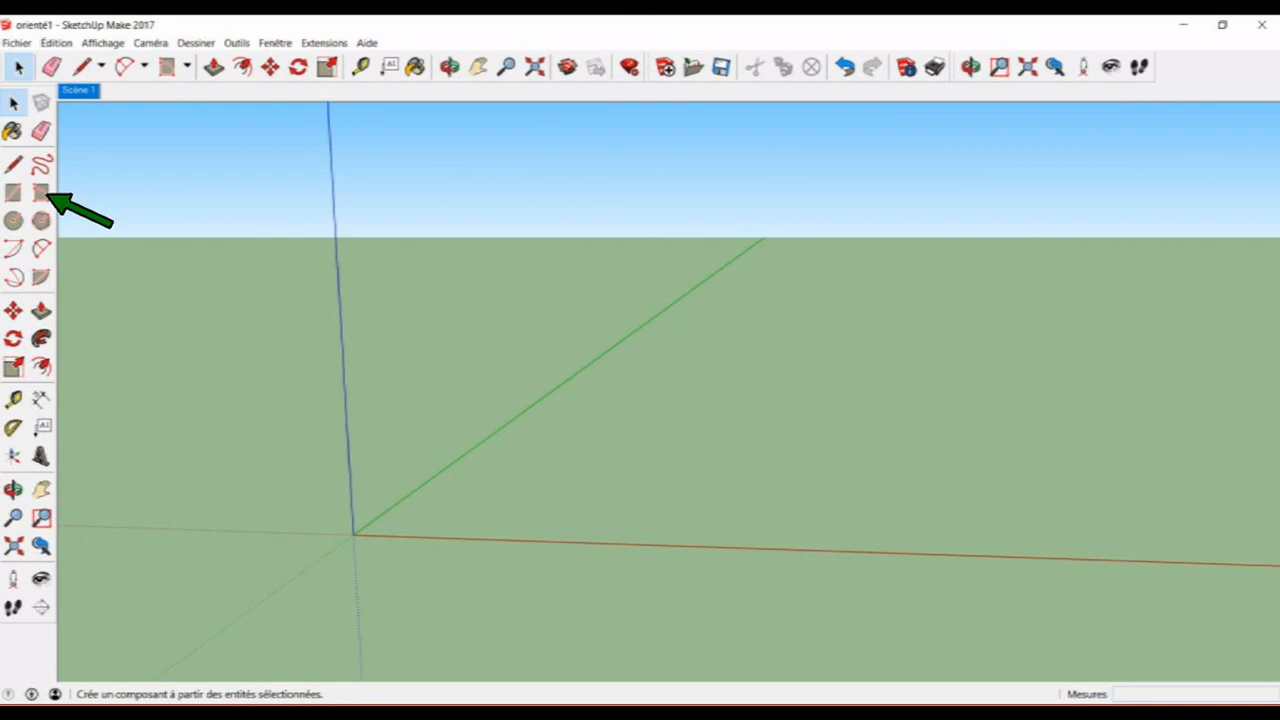 orienté1 - SketchUp Make 2017
Fichier Édition Affichage Caméra Dessiner Outils Fenêtre Extensions Aide
Scène 1
Crée un composant à partir des entités sélectionnées.
Mesures